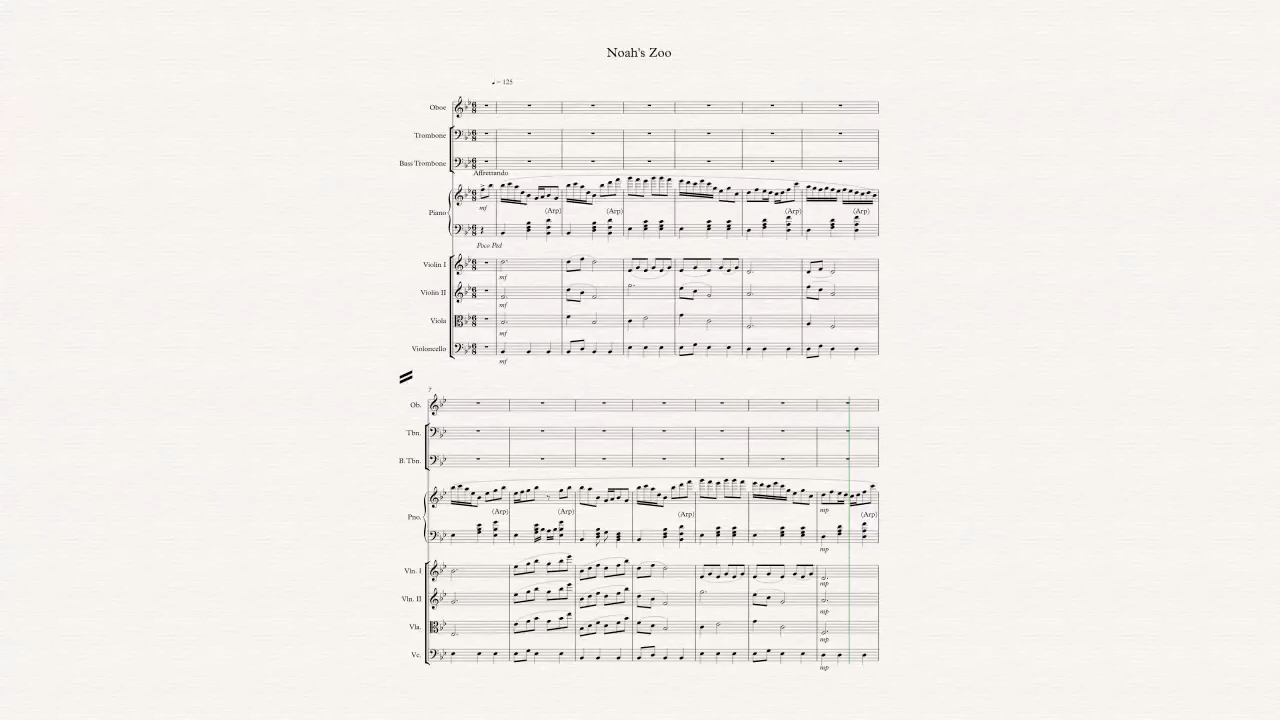 Noah's Zoo
= 125
Oboe
Trombone
Bass Trombone
Affrettando
mf
Piano
(Arp) (Arp) (Arp) (Arp)
Poco Ped
Violin I
mf
Violin II
mf
Viola
mf
Violoncello
mf
7
Ob.
Tbn.
B. Tbn.
mp
Pno.
(Arp) (Arp) (Arp) (Arp)
mp
Vln. I
mp
Vln. II
mp
Vla.
mp
Vc.
mp